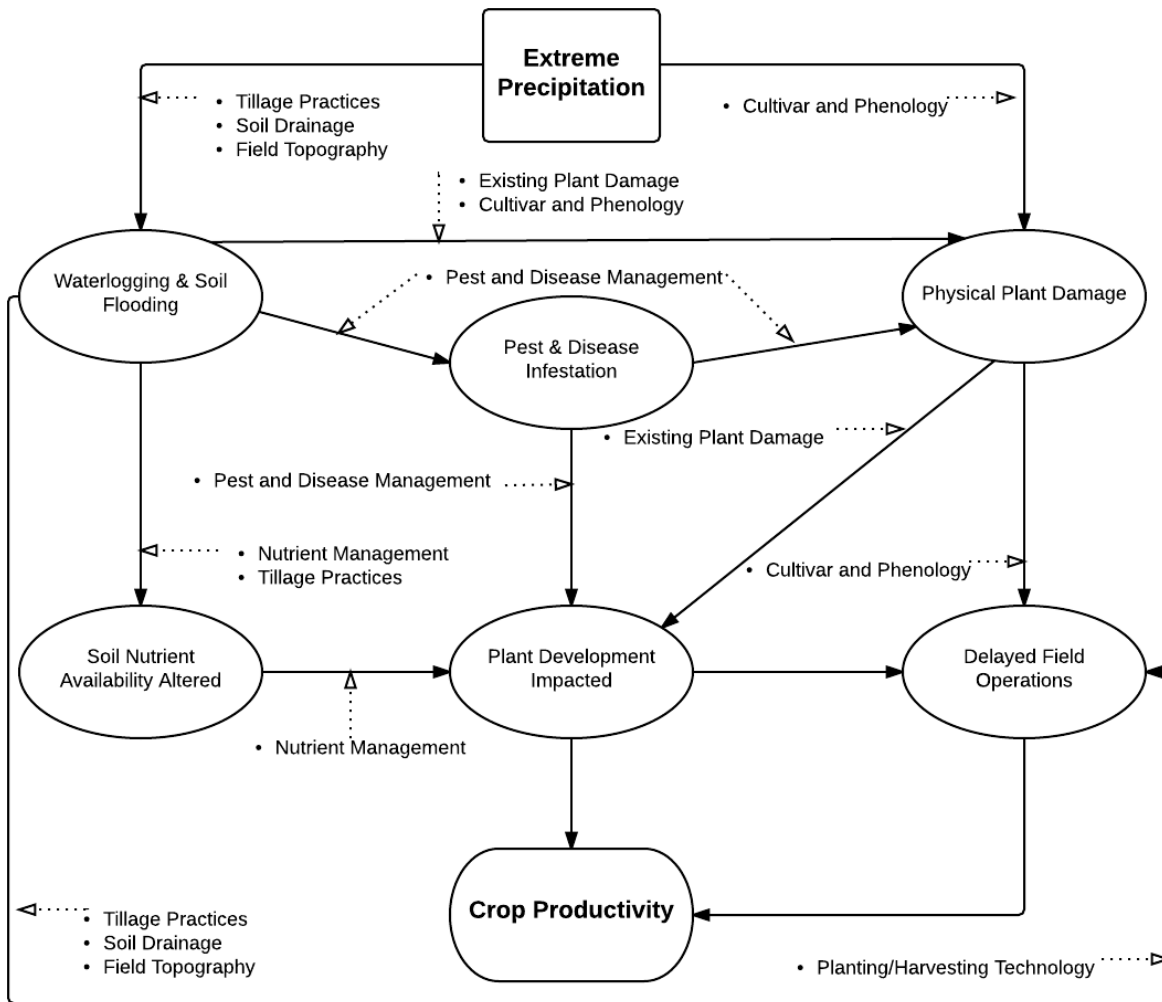 Extreme
Precipitation
• Tillage Practices
• Soil Drainage
• Field Topography
• Cultivar and Phenology
• Existing Plant Damage
• Cultivar and Phenology
Waterlogging & Soil
Flooding
• Pest and Disease Management
Physical Plant Damage
Pest & Disease
Infestation
• Existing Plant Damage
• Pest and Disease Management
• Nutrient Management
• Tillage Practices
• Cultivar and Phenology
Soil Nutrient
Availability Altered
Plant Development
Impacted
Delayed Field
Operations
• Nutrient Management
Crop Productivity
• Tillage Practices
• Soil Drainage
• Field Topography
• Planting/Harvesting Technology